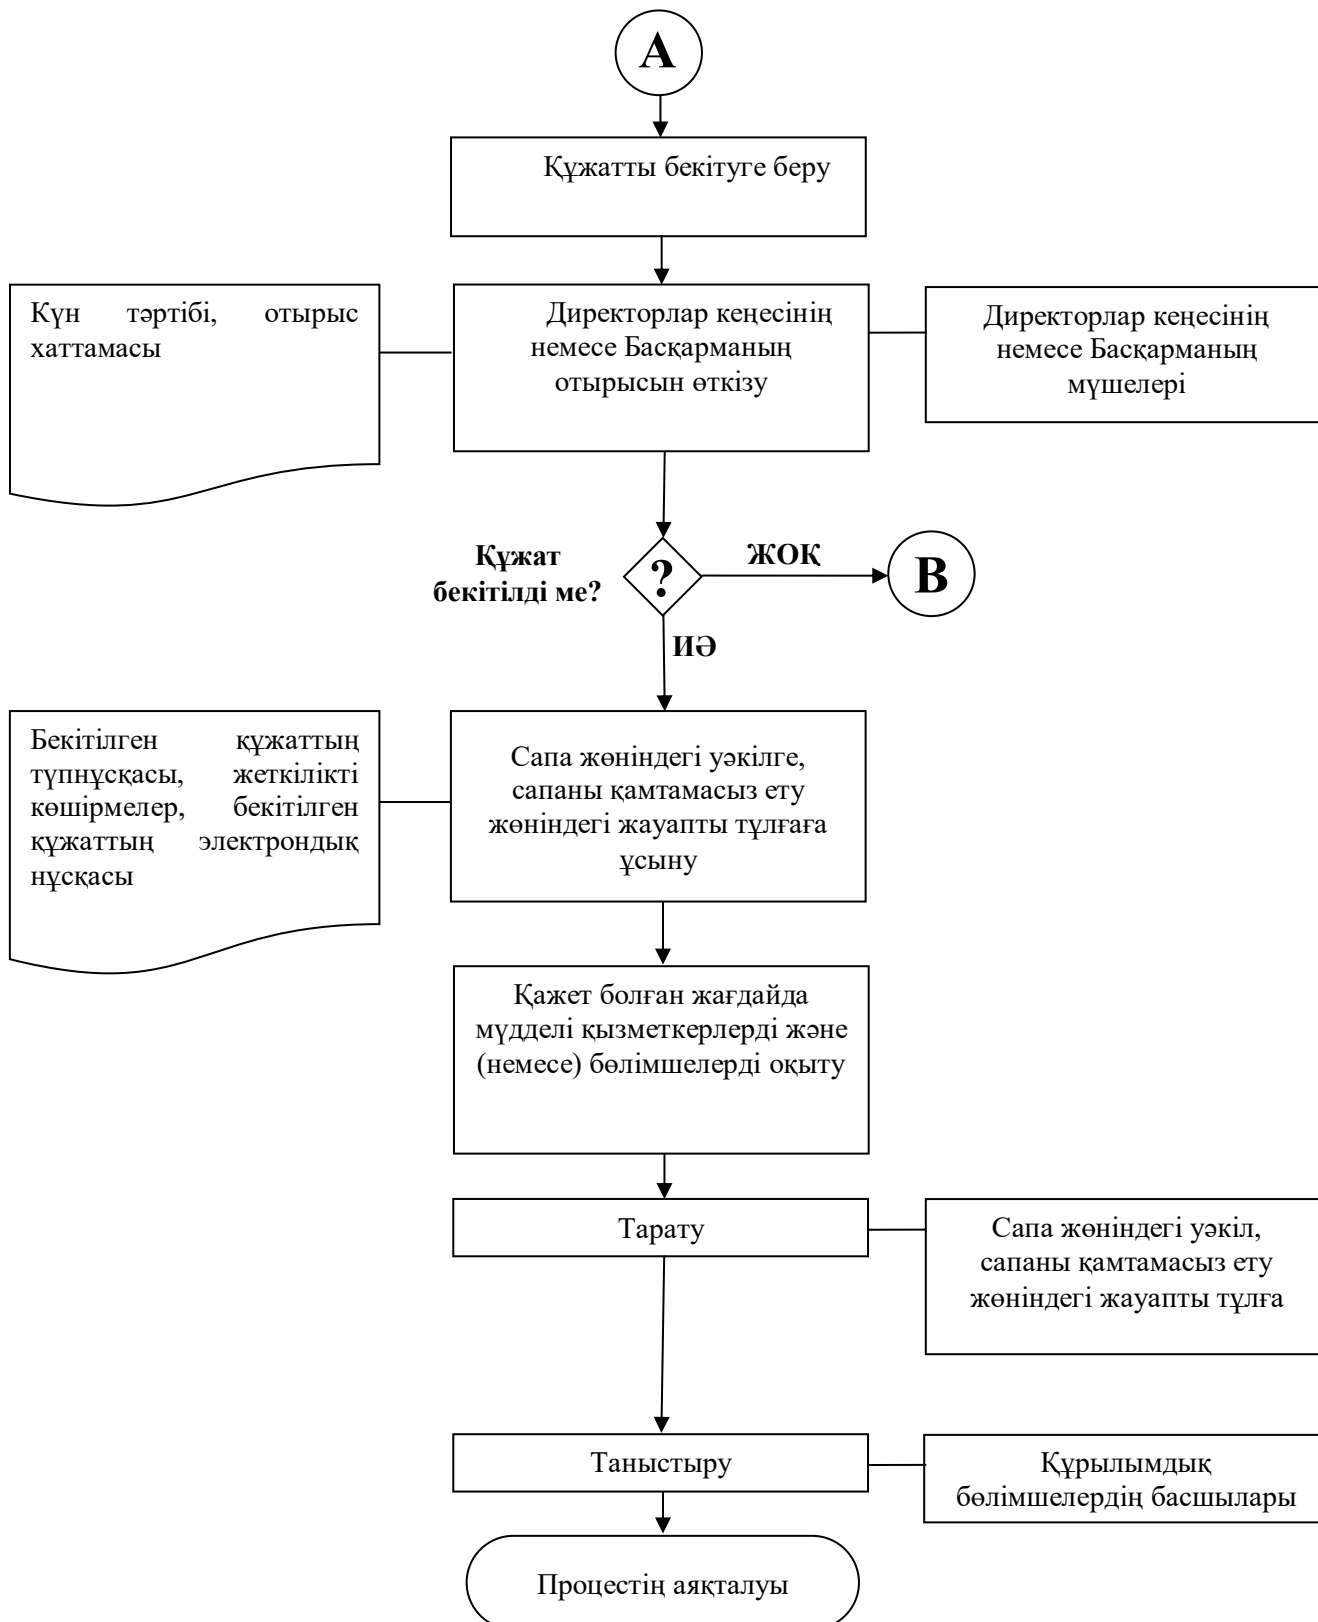 А
Құжатты бекітуге беру
Күн тәртібі, отырыс
хаттамасы
Директорлар кеңесінің
немесе Басқарманың
отырысын өткізу
Директорлар кеңесінің
немесе Басқарманың
мүшелері
Құжат
бекітілді ме?
?
ЖОҚ
В
ИӘ
Бекітілген құжаттың
түпнұсқасы, жеткілікті
көшірмелер, бекітілген
құжаттың электрондық
нұсқасы
Сапа жөніндегі уәкілге,
сапаны қамтамасыз ету
жөніндегі жауапты тұлғаға
ұсыну
Қажет болған жағдайда
мүдделі қызметкерлерді және
(немесе) бөлімшелерді оқыту
Тарату
Сапа жөніндегі уәкіл,
сапаны қамтамасыз ету
жөніндегі жауапты тұлға
Таныстыру
Құрылымдық
бөлімшелердің басшылары
Процестің аяқталуы